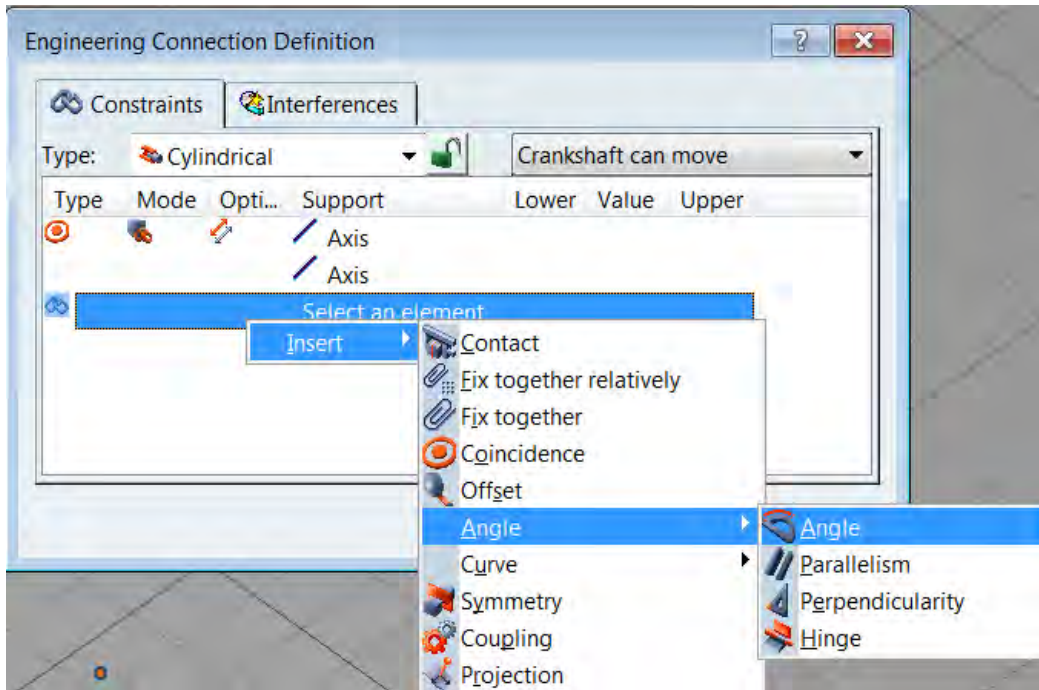 Engineering Connection Definition
?
Constraints Interferences
Type: Cylindrical Crankshaft can move
Type Mode Opti... Support Lower Value Upper
Axis
Axis
Select an element
Insert Contact
Fix together relatively
Fix together
Coincidence
Offset
Angle Angle
Curve Parallelism
Symmetry Perpendicularity
Coupling Hinge
Projection